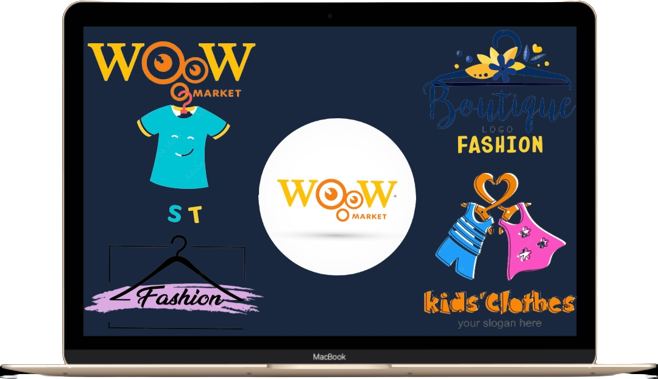 WOOW
MARKET
ST
Fashion
WOOW
MARKET
Boutique
LOGO
FASHION
kids'Clothes
your slogan here
MacBook